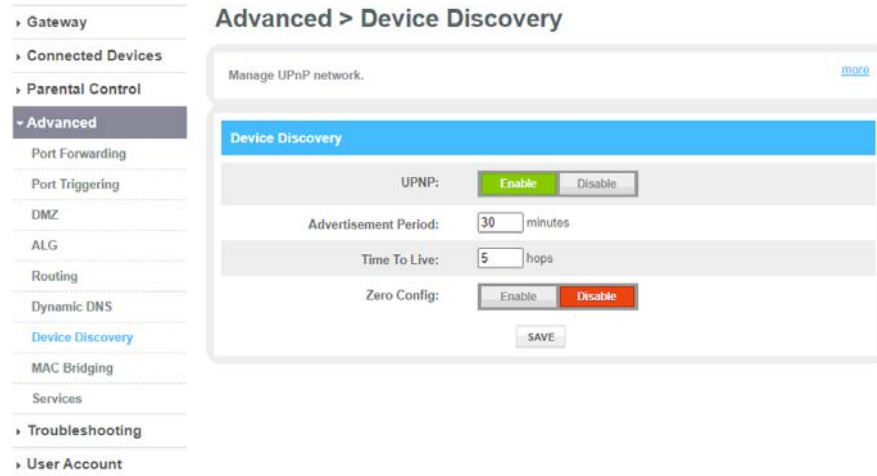 Gateway
Connected Devices
Parental Control
Advanced
Port Forwarding
Port Triggering
DMZ
ALG
Routing
Dynamic DNS
Device Discovery
MAC Bridging
Services
Troubleshooting
User Account
Advanced > Device Discovery
Manage UPnP network.
more
Device Discovery
UPNP: Enable Disable
Advertisement Period: 30 minutes
Time To Live: 5 hops
Zero Config: Enable Disable
SAVE